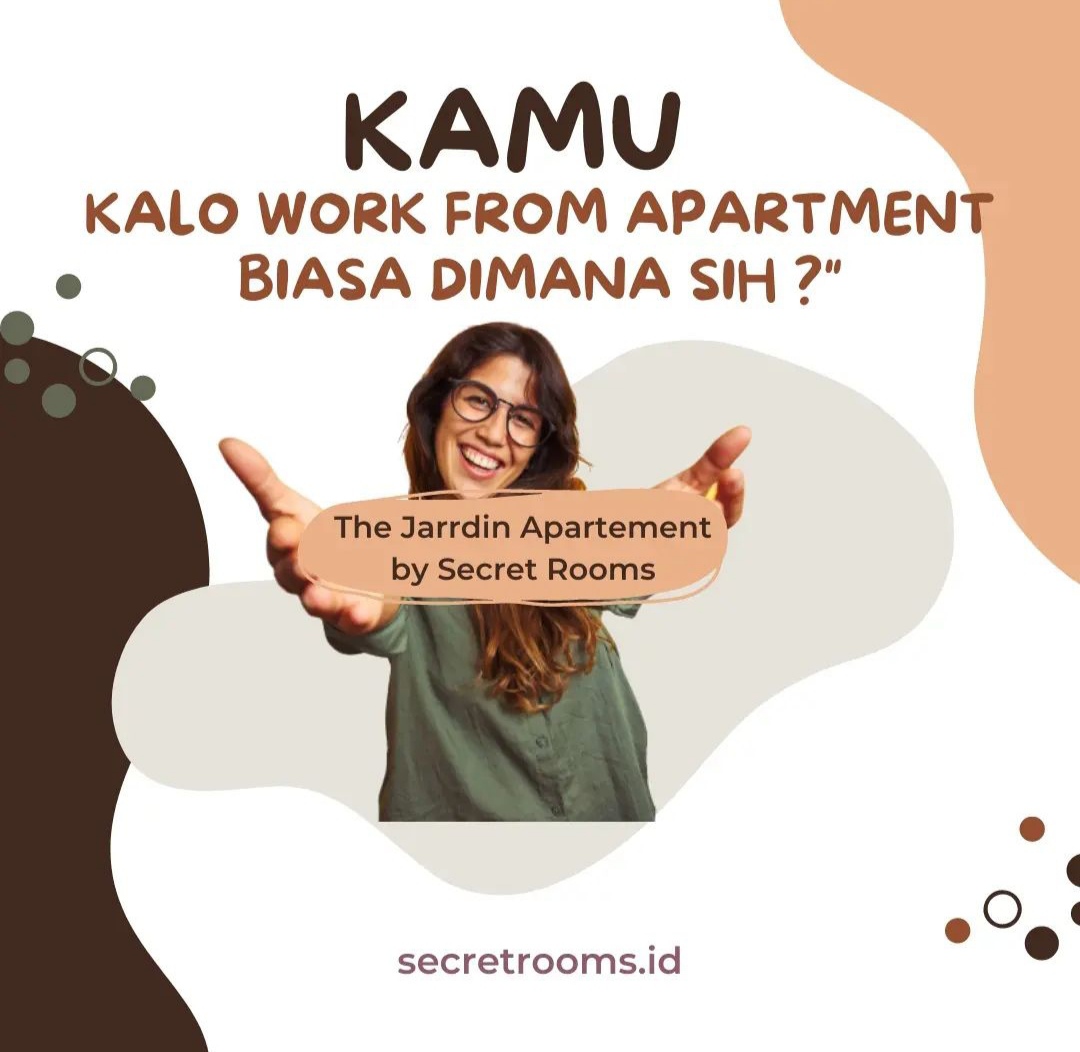 KAMU
KALO WORK FROM APARTMENT
BIASA DIMANA SIH ?"
The Jarrdin Apartement
by Secret Rooms
secretrooms.id